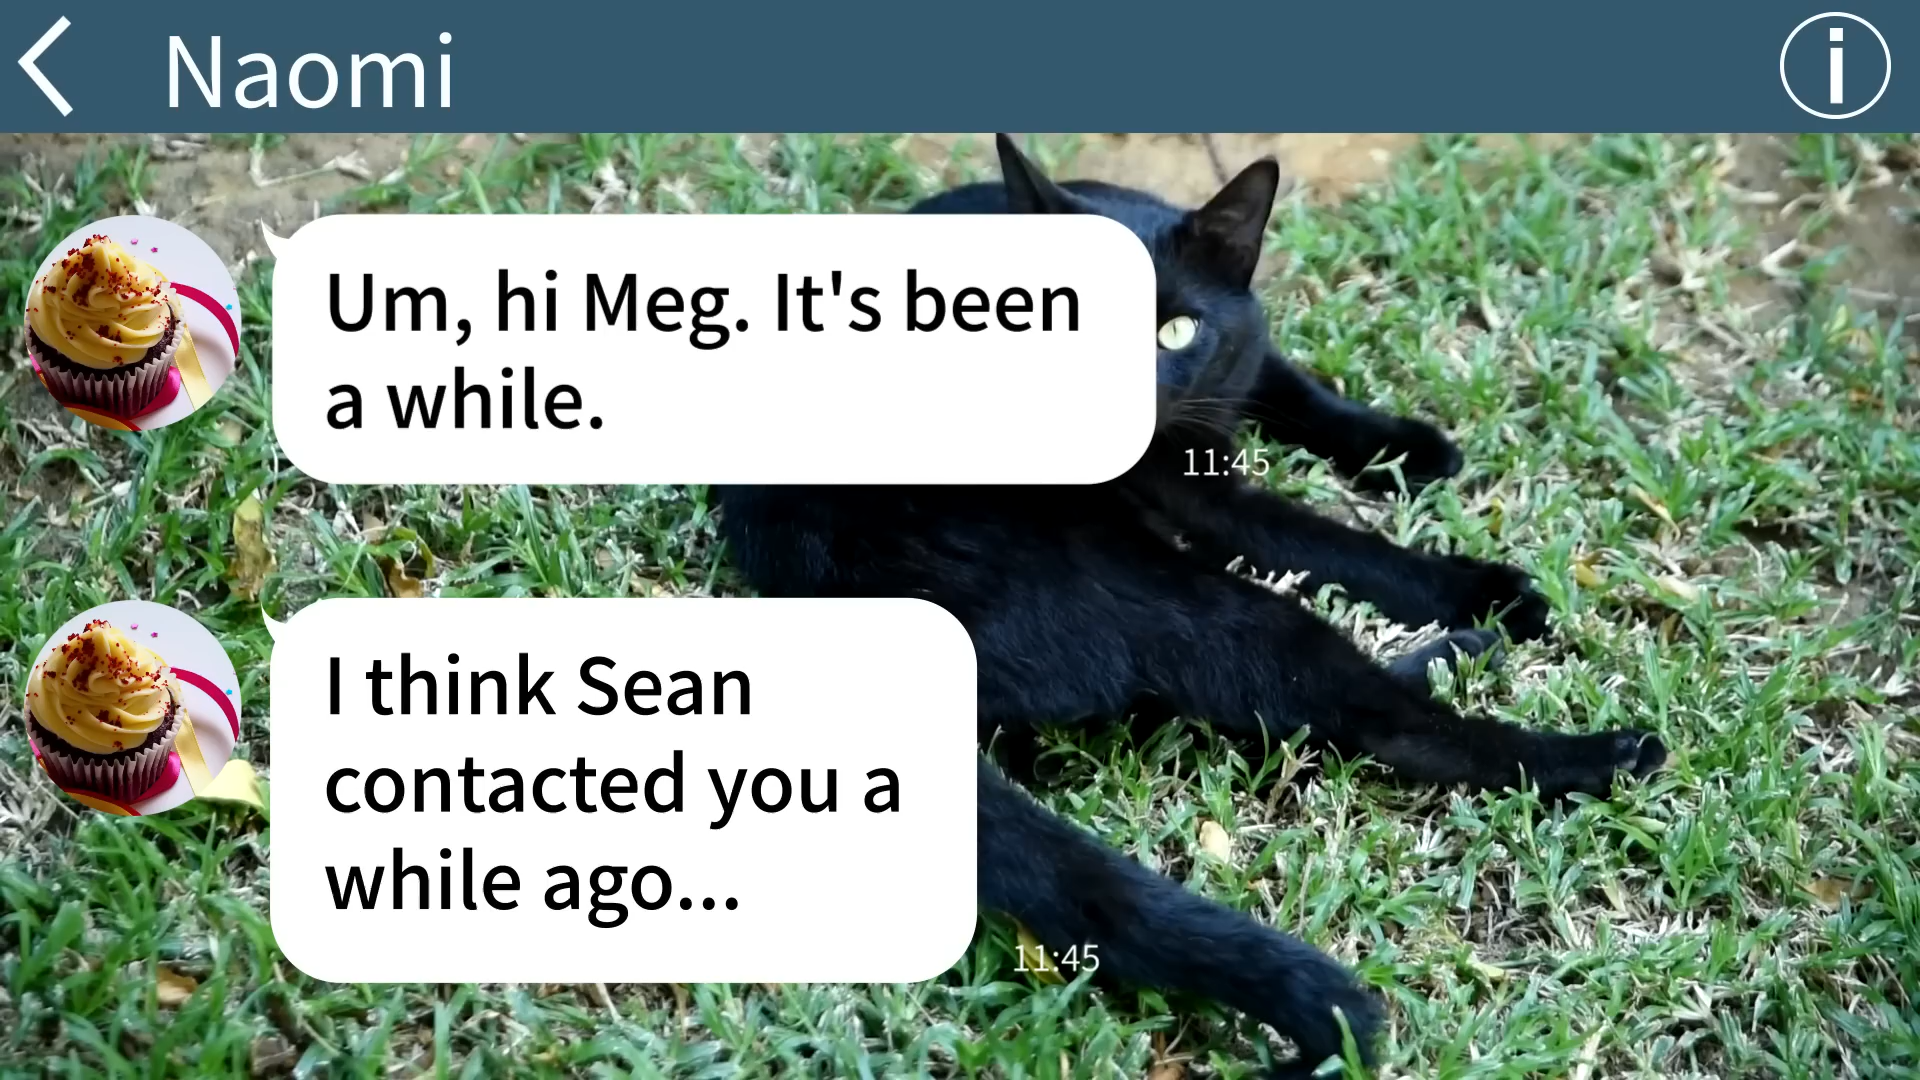 Naomi
Um, hi Meg. It's been
a while.
11:45
I think Sean
contacted you a
while ago...
11:45